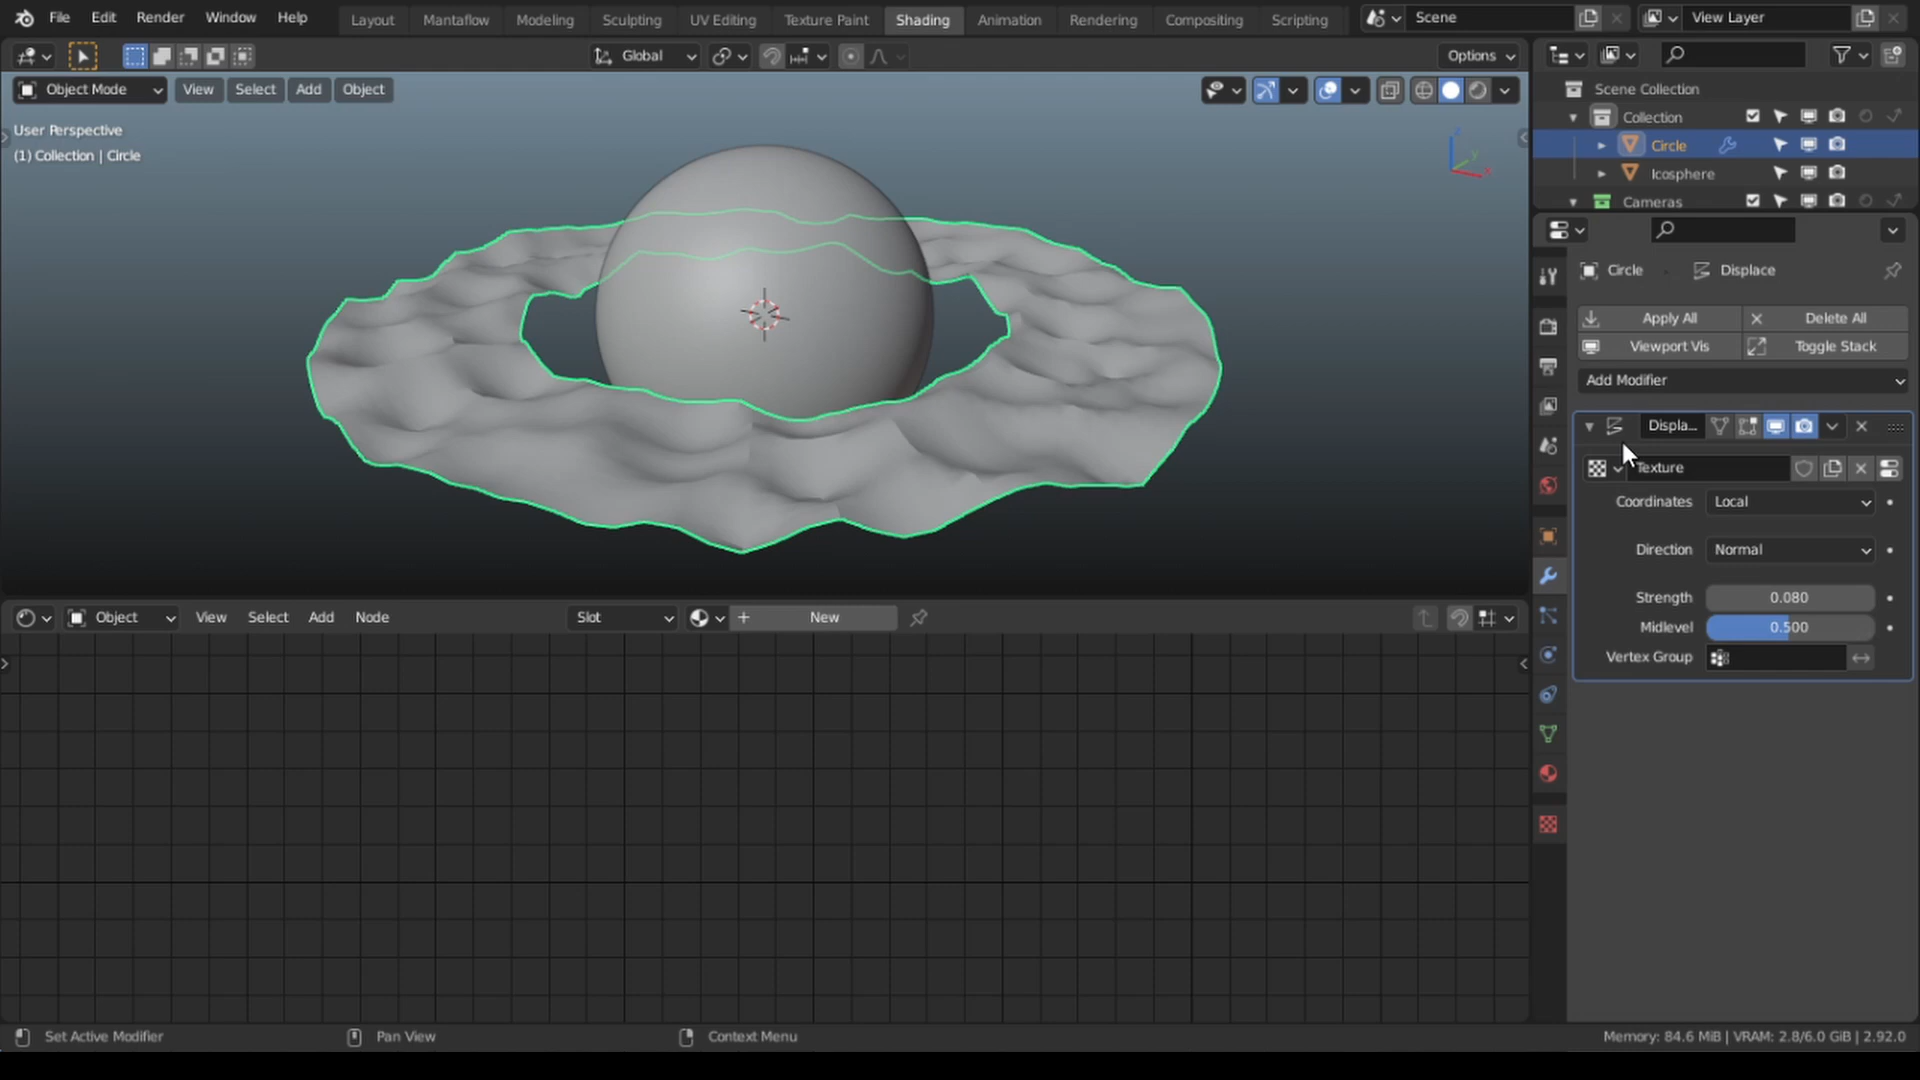 File Edit Render Window Help Layout Mantaflow Modeling Sculpting UV Editing Texture Paint Shading Animation Rendering Compositing Scripting Scene View Layer
Global Options
Object Mode View Select Add Object
User Perspective
(1) Collection | Circle
Scene Collection
Collection
Circle
Icosphere
Cameras
Circle Displace
Apply All Delete All
Viewport Vis Toggle Stack
Add Modifier
Displa...
Texture
Coordinates Local
Direction Normal
Strength 0.080
Midlevel 0.500
Vertex Group
Object View Select Add Node Slot New
Set Active Modifier Pan View Context Menu Memory: 84.6 MiB | VRAM: 2.8/6.0 GiB | 2.92.0